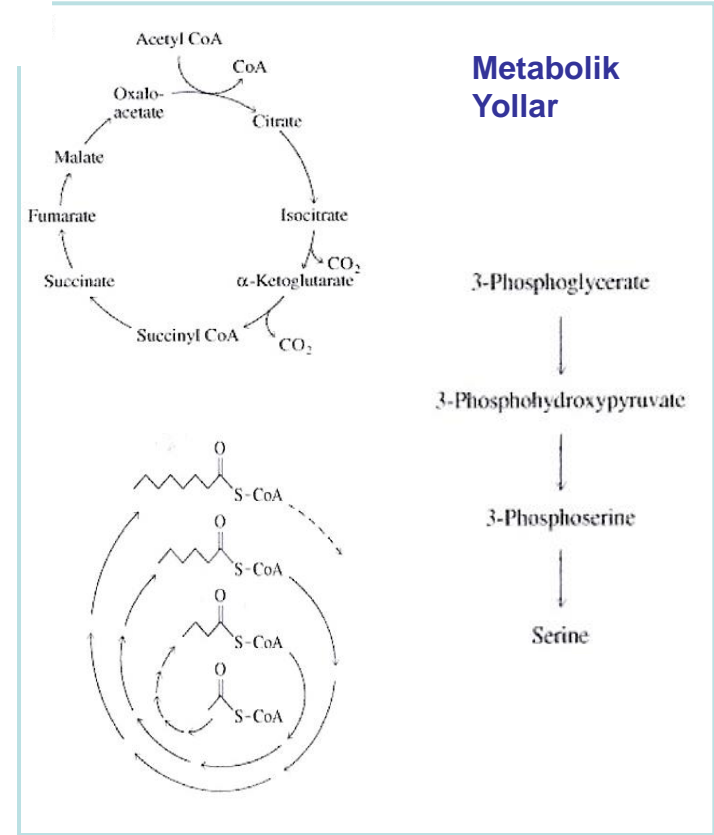 Metabolik
Yollar
Acetyl CoA
CoA
Oxalo-
acetate
Citrate
Malate
Fumarate
Isocitrate
CO₂
Succinate
α-Ketoglutarate
Succinyl CoA
CO₂
3-Phosphoglycerate
3-Phosphohydroxypyruvate
3-Phosphoserine
Serine
O
S-CoA
O
S-CoA
O
S-CoA
O
S-CoA